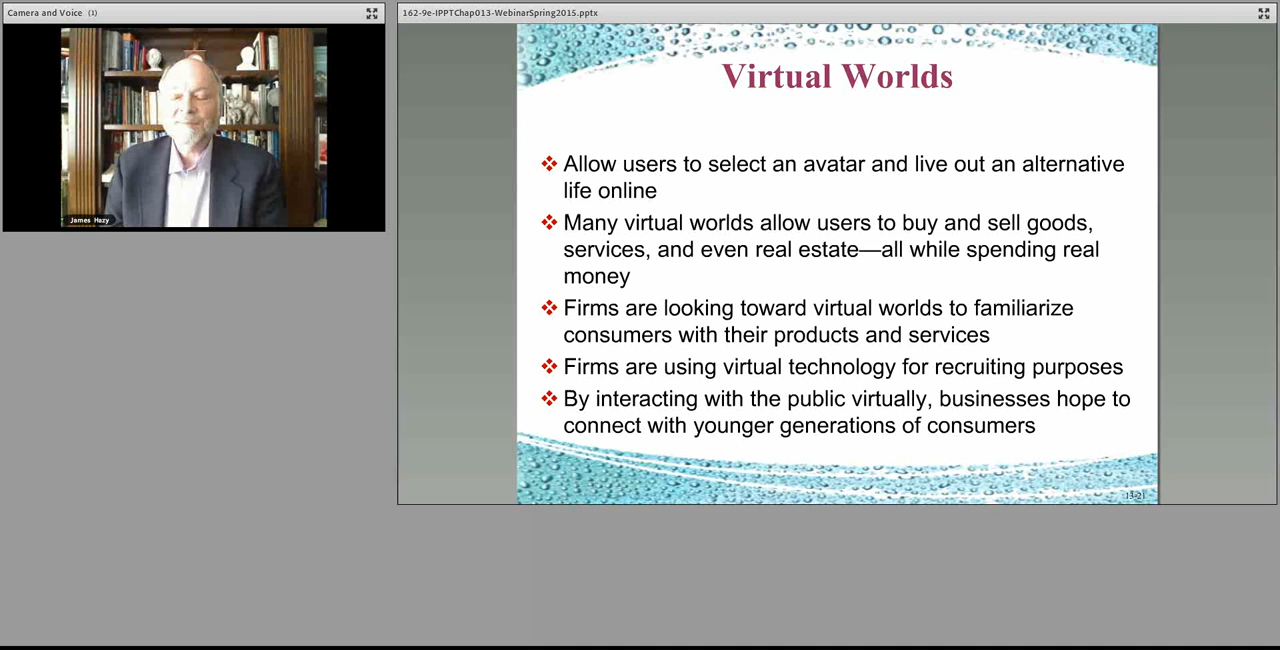 Camera and Voice (1)
162-9e-IPPTChap013-WebinarSpring2015.pptx
James Hazy
Virtual Worlds
Allow users to select an avatar and live out an alternative
life online
Many virtual worlds allow users to buy and sell goods,
services, and even real estate—all while spending real
money
Firms are looking toward virtual worlds to familiarize
consumers with their products and services
Firms are using virtual technology for recruiting purposes
By interacting with the public virtually, businesses hope to
connect with younger generations of consumers
13-21